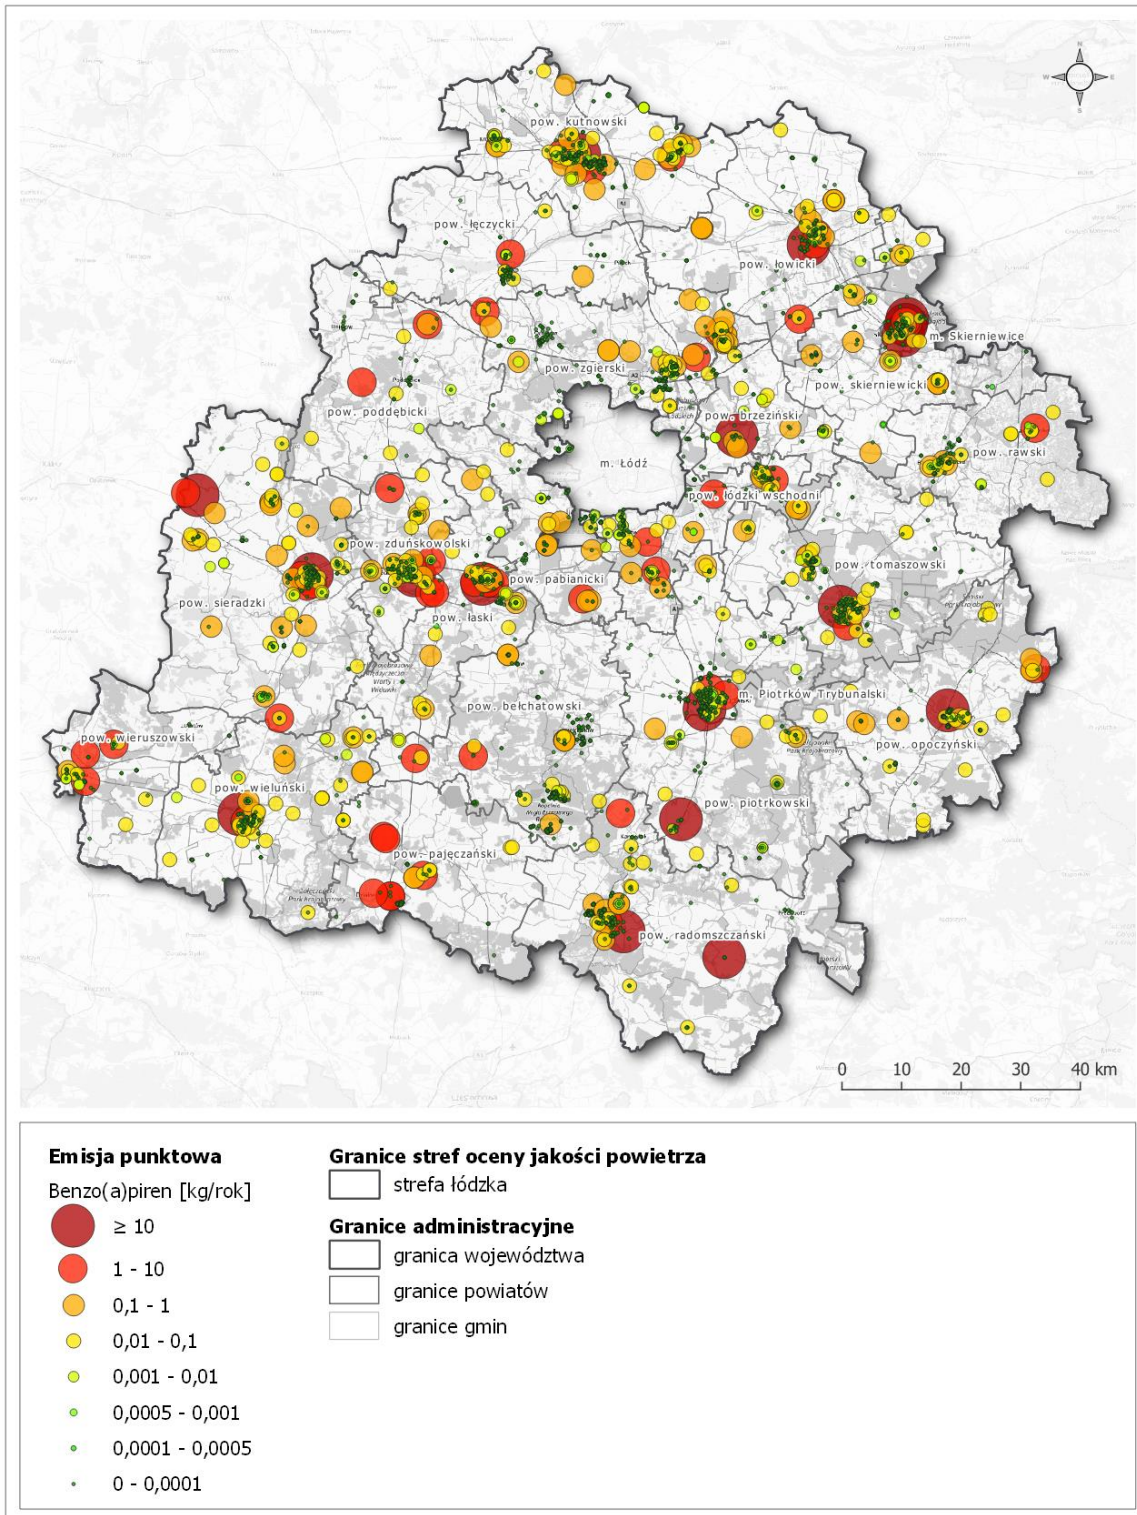 N
W E
S
pow. kutnowski
pow. łęczycki
pow. łowicki
m. Skierniewice
pow. zgierski
pow. skierniewicki
pow. poddębicki
pow. brzeziński
pow. rawski
m. Łódź
pow. łódzki wschodni
pow. zduńskowolski
pow. pabianicki
pow. tomaszowski
pow. sieradzki
pow. łaski
m. Piotrków Trybunalski
pow. bełchatowski
pow. wieruszowski
pow. opoczyński
pow. wieluński
pow. piotrkowski
pow. pajęczański
pow. radomszczański
0 10 20 30 40 km
Emisja punktowa
Benzo(a)piren [kg/rok]
≥ 10
1 - 10
0,1 - 1
0,01 - 0,1
0,001 - 0,01
0,0005 - 0,001
0,0001 - 0,0005
0 - 0,0001
Granice stref oceny jakości powietrza
strefa łódzka
Granice administracyjne
granica województwa
granice powiatów
granice gmin